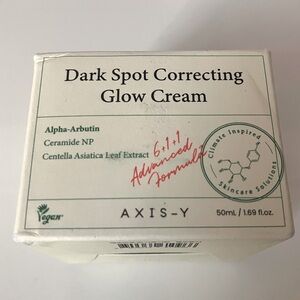 Dark Spot Correcting
Glow Cream
Alpha-Arbutin
Ceramide NP
Centella Asiatica Leaf Extract
6+1+1
Advanced
Formula
Climate Inspired
Skincare Solutions
Vegan
AXIS-Y
50mL / 1.69 fl.oz.